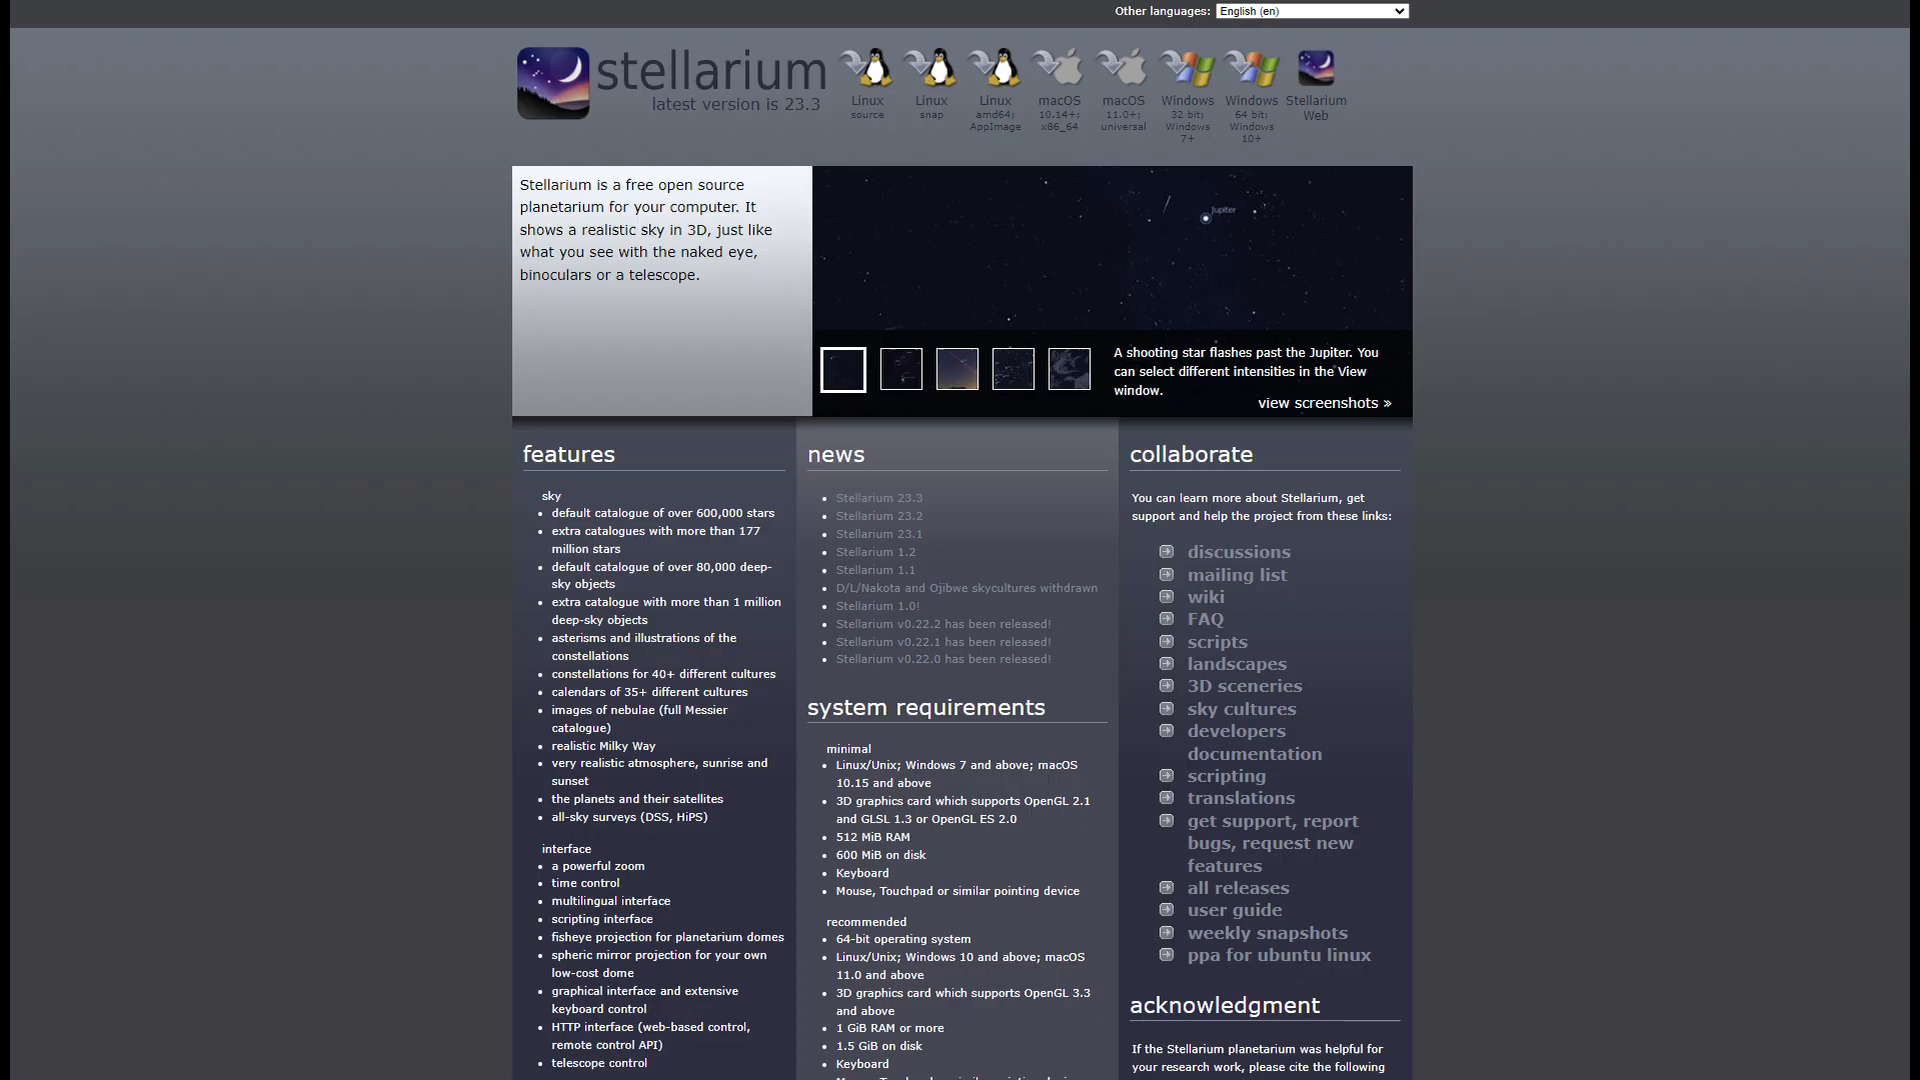 Other languages: English (en)
stellarium
latest version is 23.3
Linux
source
Linux
snap
Linux
amd64;
AppImage
macOS
10.14+;
x86_64
macOS
11.0+;
universal
Windows
32 bit;
Windows
7+
Windows
64 bit;
Windows
10+
Stellarium
Web
Stellarium is a free open source
planetarium for your computer. It
shows a realistic sky in 3D, just like
what you see with the naked eye,
binoculars or a telescope.
Jupiter
A shooting star flashes past the Jupiter. You
can select different intensities in the View
window.
view screenshots »
features
sky
default catalogue of over 600,000 stars
extra catalogues with more than 177
million stars
default catalogue of over 80,000 deep-
sky objects
extra catalogue with more than 1 million
deep-sky objects
asterisms and illustrations of the
constellations
constellations for 40+ different cultures
calendars of 35+ different cultures
images of nebulae (full Messier
catalogue)
realistic Milky Way
very realistic atmosphere, sunrise and
sunset
the planets and their satellites
all-sky surveys (DSS, HiPS)
interface
a powerful zoom
time control
multilingual interface
scripting interface
fisheye projection for planetarium domes
spheric mirror projection for your own
low-cost dome
graphical interface and extensive
keyboard control
HTTP interface (web-based control,
remote control API)
telescope control
news
Stellarium 23.3
Stellarium 23.2
Stellarium 23.1
Stellarium 1.2
Stellarium 1.1
D/L/Nakota and Ojibwe skycultures withdrawn
Stellarium 1.0!
Stellarium v0.22.2 has been released!
Stellarium v0.22.1 has been released!
Stellarium v0.22.0 has been released!
system requirements
minimal
Linux/Unix; Windows 7 and above; macOS
10.15 and above
3D graphics card which supports OpenGL 2.1
and GLSL 1.3 or OpenGL ES 2.0
512 MiB RAM
600 MiB on disk
Keyboard
Mouse, Touchpad or similar pointing device
recommended
64-bit operating system
Linux/Unix; Windows 10 and above; macOS
11.0 and above
3D graphics card which supports OpenGL 3.3
and above
1 GiB RAM or more
1.5 GiB on disk
Keyboard
collaborate
You can learn more about Stellarium, get
support and help the project from these links:
discussions
mailing list
wiki
FAQ
scripts
landscapes
3D sceneries
sky cultures
developers
documentation
scripting
translations
get support, report
bugs, request new
features
all releases
user guide
weekly snapshots
ppa for ubuntu linux
acknowledgment
If the Stellarium planetarium was helpful for
your research work, please cite the following